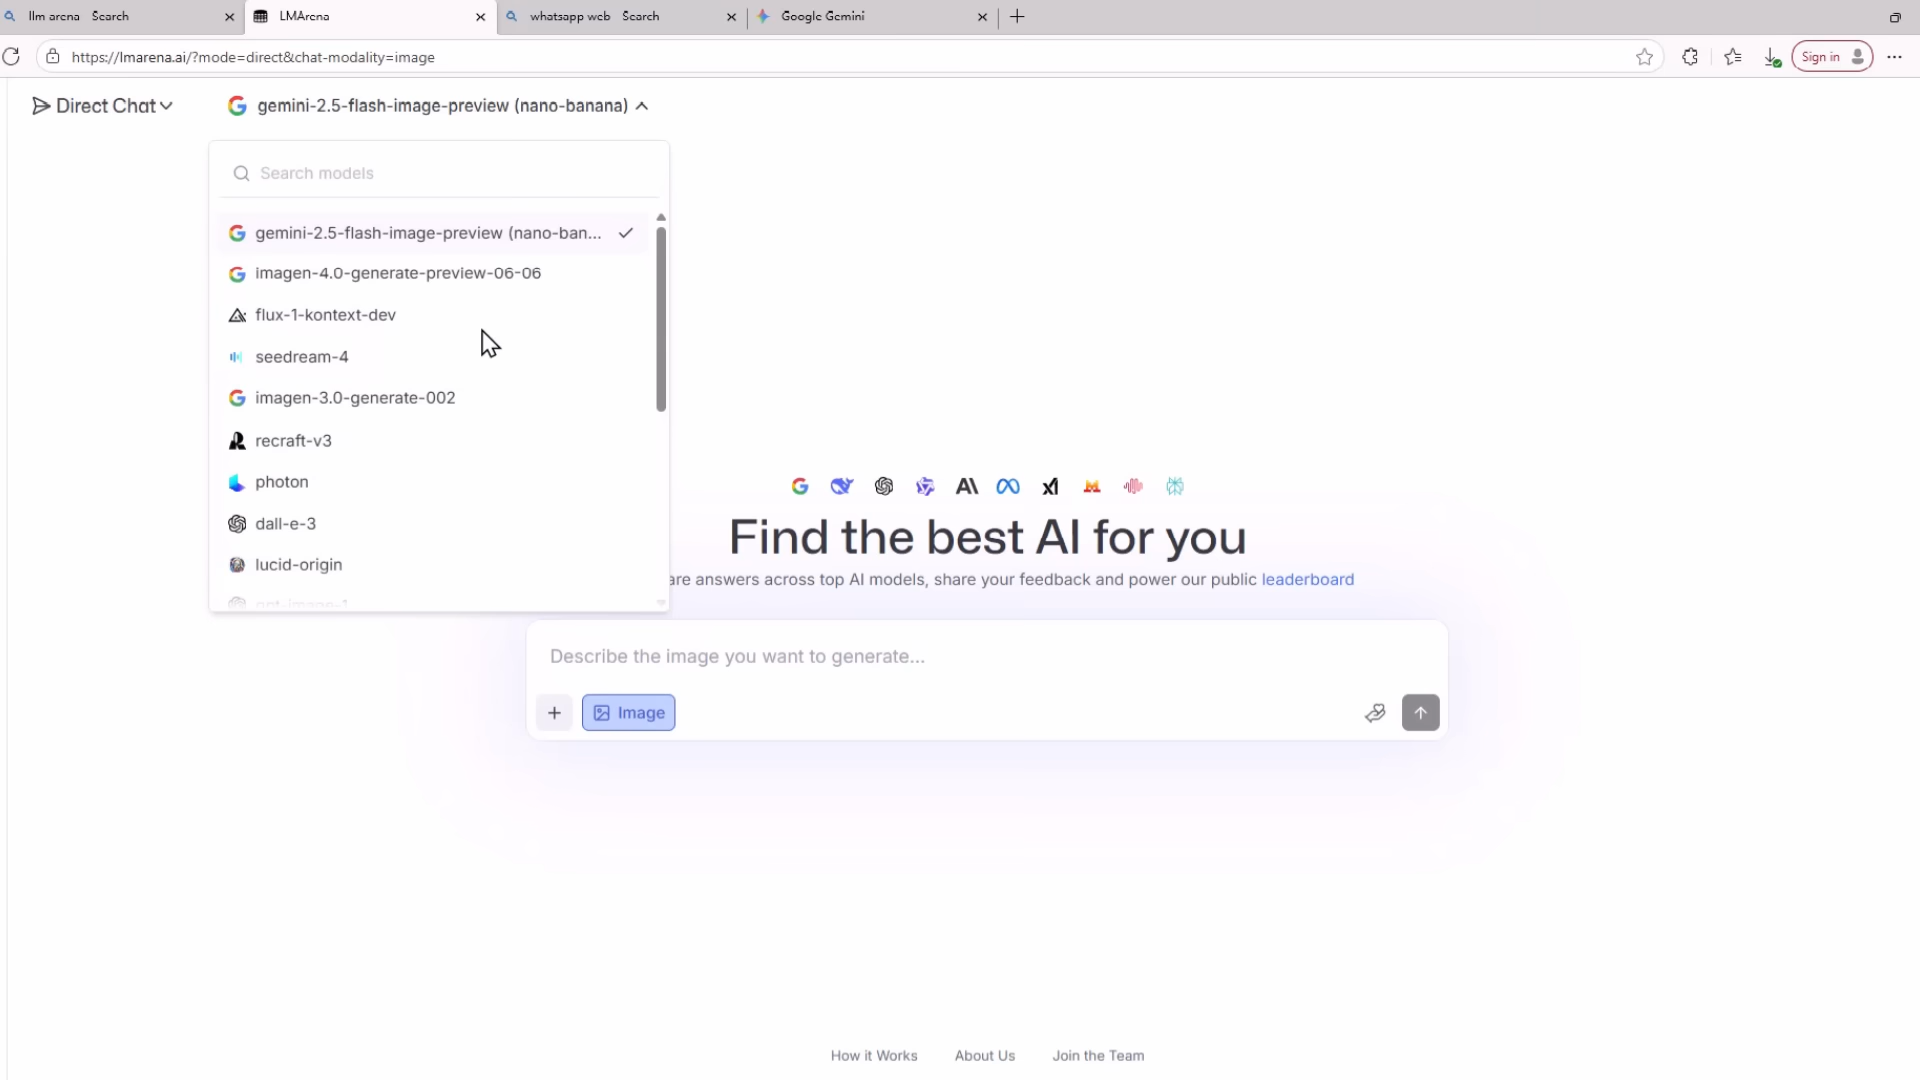 llm arena Search
LMArena
whatsapp web Search
Google Gemini
https://lmarena.ai/?mode=direct&chat-modality=image
Sign in
Direct Chat
gemini-2.5-flash-image-preview (nano-banana)
Search models
gemini-2.5-flash-image-preview (nano-ban...
imagen-4.0-generate-preview-06-06
flux-1-kontext-dev
seedream-4
imagen-3.0-generate-002
recraft-v3
photon
dall-e-3
lucid-origin
gpt-image-1
Find the best AI for you
are answers across top AI models, share your feedback and power our public leaderboard
Describe the image you want to generate...
Image
How it Works
About Us
Join the Team